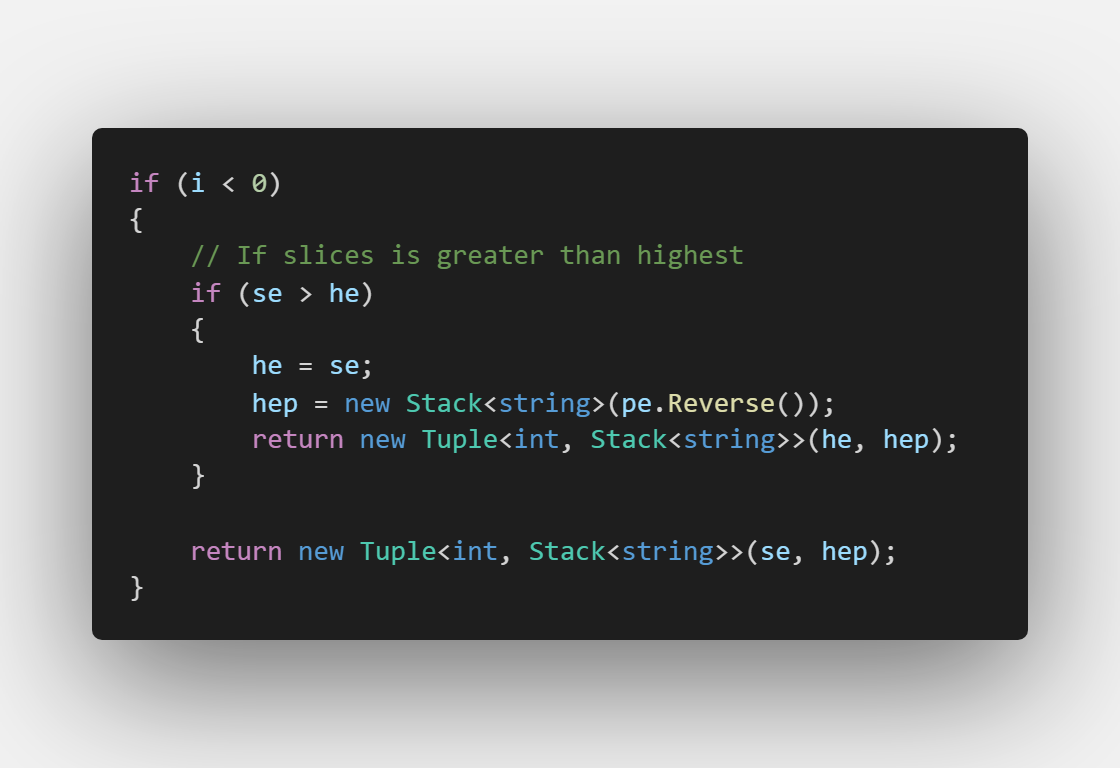 if (i < 0)
{
    // If slices is greater than highest
    if (se > he)
    {
        he = se;
        hep = new Stack<string>(pe.Reverse());
        return new Tuple<int, Stack<string>>(he, hep);
    }

    return new Tuple<int, Stack<string>>(se, hep);
}